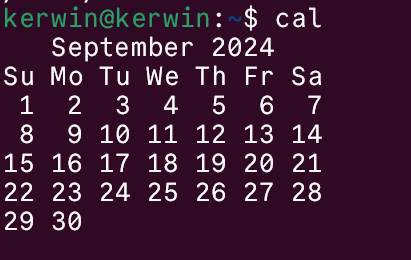 kerwin@kerwin:~$ cal
   September 2024
Su Mo Tu We Th Fr Sa
 1  2  3  4  5  6  7
 8  9 10 11 12 13 14
15 16 17 18 19 20 21
22 23 24 25 26 27 28
29 30